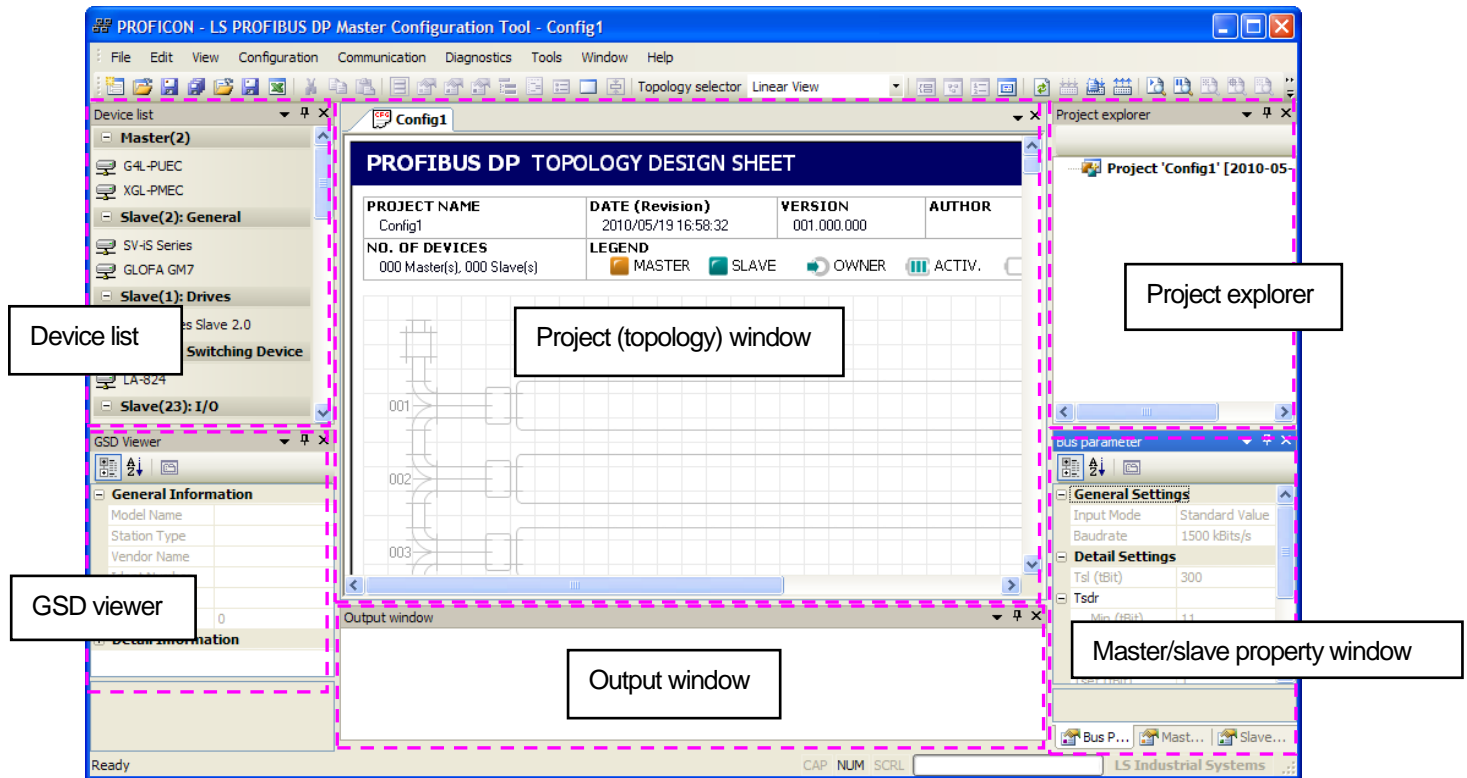 PROFICON - LS PROFIBUS DP Master Configuration Tool - Config1
File Edit View Configuration Communication Diagnostics Tools Window Help
Topology selector Linear View
Device list
Master(2)
G4L-PUEC
XGL-PMEC
Slave(2): General
SV-iS Series
GLOFA GM7
Slave(1): Drives
Slave 2.0
Switching Device
LA-824
Slave(23): I/O
Device list
GSD Viewer
General Information
Model Name
Station Type
Vendor Name
0
Detail Information
GSD viewer
Config1
PROFIBUS DP TOPOLOGY DESIGN SHEET
PROJECT NAME DATE (Revision) VERSION AUTHOR
Config1 2010/05/19 16:58:32 001.000.000
NO. OF DEVICES LEGEND
000 Master(s), 000 Slave(s) MASTER SLAVE OWNER ACTIV.
Project (topology) window
001
002
003
Output window
Output window
Project explorer
Project 'Config1' [2010-05-
Project explorer
Bus parameter
General Settings
Input Mode Standard Value
Baudrate 1500 kBits/s
Detail Settings
Tsl (tBit) 300
Tsdr
Min (tBit) 11
Master/slave property window
Tset (tBit) 1
Bus P... Mast... Slave...
Ready CAP NUM SCRL LS Industrial Systems